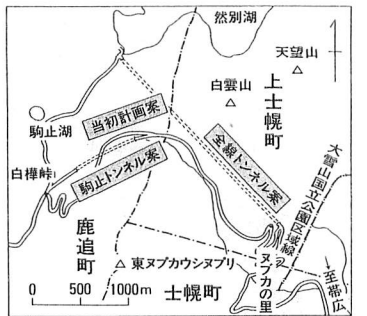 然別湖
天望山
白雲山
上士幌町
当初計画案
駒止湖
全線トンネル案
白樺峠
駒止トンネル案
大雪山国立公園区域線
鹿追町
ヌプカの里
東ヌプカウシヌプリ
至帯広
0 500 1000m
士幌町